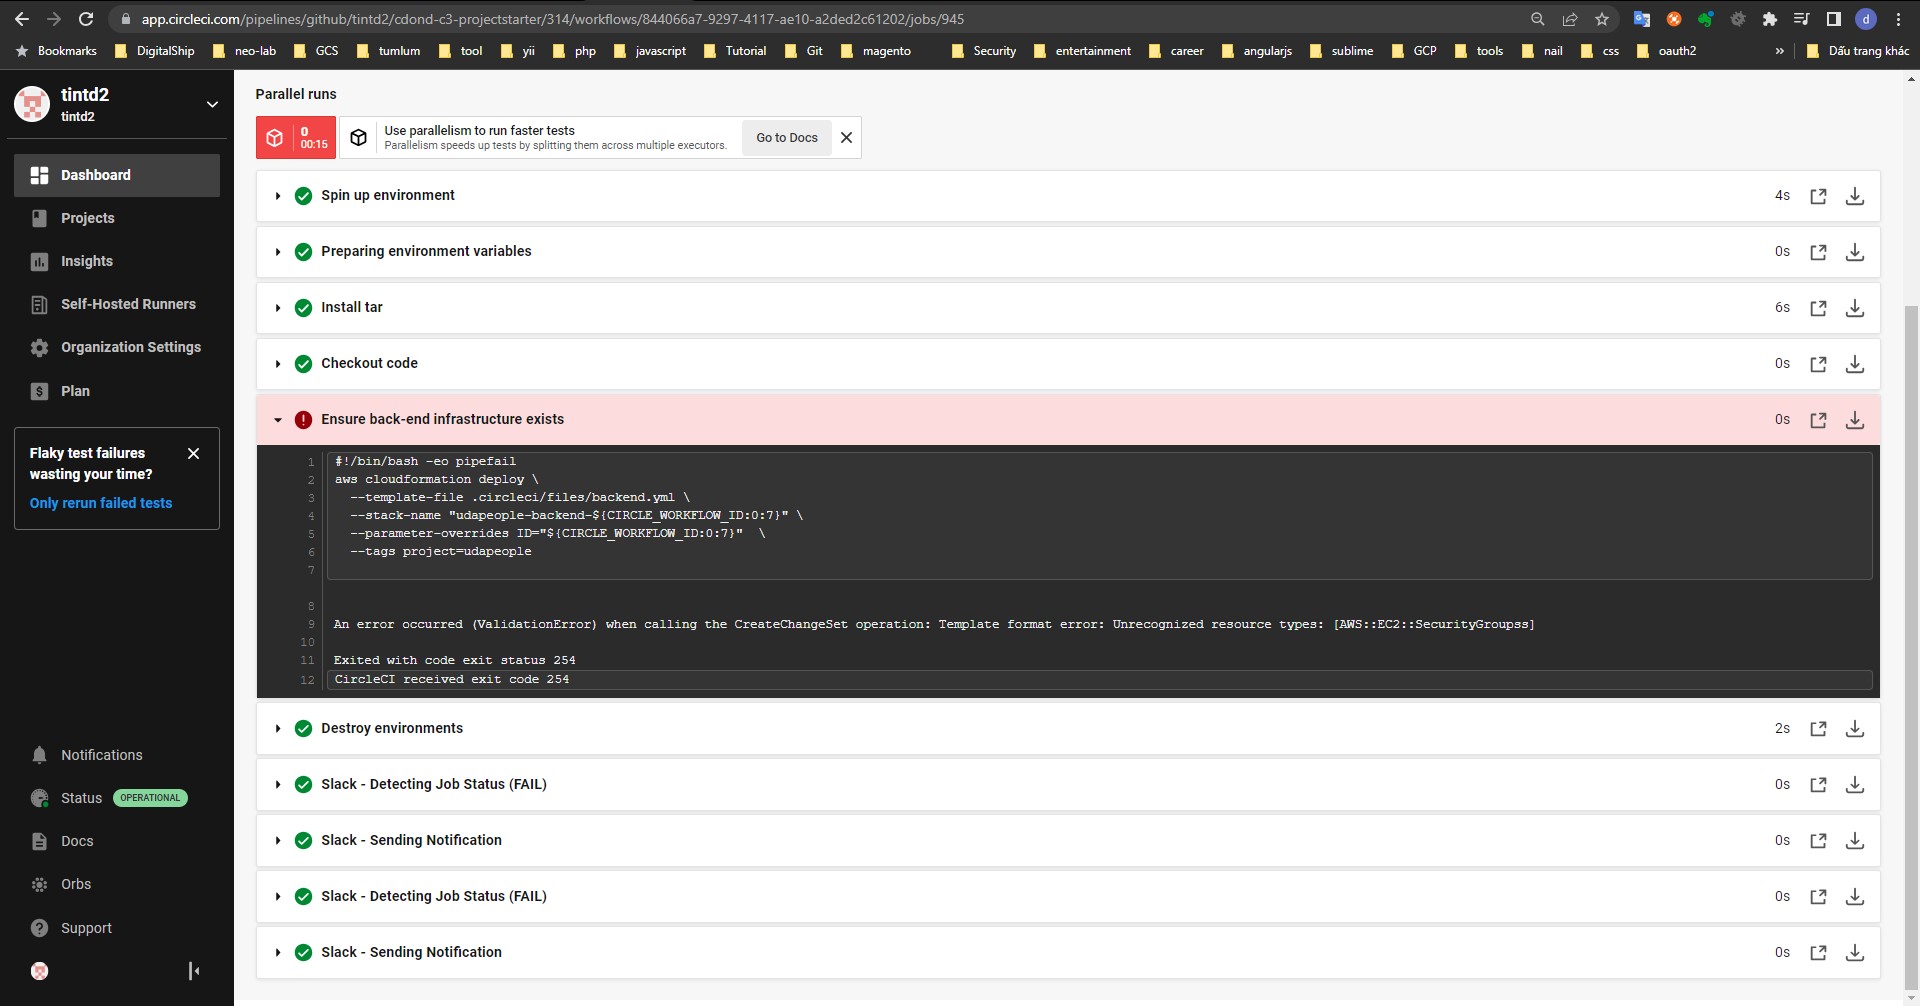 app.circleci.com/pipelines/github/tintd2/cdond-c3-projectstarter/314/workflows/844066a7-9297-4117-ae10-a2ded2c61202/jobs/945
d
Bookmarks DigitalShip neo-lab GCS tumlum tool yii php javascript Tutorial Git magento Security entertainment career angularjs sublime GCP tools nail css oauth2 » Dấu trang khác
tintd2
tintd2
Dashboard
Projects
Insights
Self-Hosted Runners
Organization Settings
Plan
Flaky test failures
wasting your time?
Only rerun failed tests
Notifications
Status OPERATIONAL
Docs
Orbs
Support
Parallel runs
0
00:15
Use parallelism to run faster tests
Parallelism speeds up tests by splitting them across multiple executors.
Go to Docs
Spin up environment 4s
Preparing environment variables 0s
Install tar 6s
Checkout code 0s
Ensure back-end infrastructure exists 0s
1 #!/bin/bash -eo pipefail
2 aws cloudformation deploy \
3 --template-file .circleci/files/backend.yml \
4 --stack-name "udapeople-backend-${CIRCLE_WORKFLOW_ID:0:7}" \
5 --parameter-overrides ID="${CIRCLE_WORKFLOW_ID:0:7}" \
6 --tags project=udapeople
7
8
9 An error occurred (ValidationError) when calling the CreateChangeSet operation: Template format error: Unrecognized resource types: [AWS::EC2::SecurityGroupss]
10
11 Exited with code exit status 254
12 CircleCI received exit code 254
Destroy environments 2s
Slack - Detecting Job Status (FAIL) 0s
Slack - Sending Notification 0s
Slack - Detecting Job Status (FAIL) 0s
Slack - Sending Notification 0s